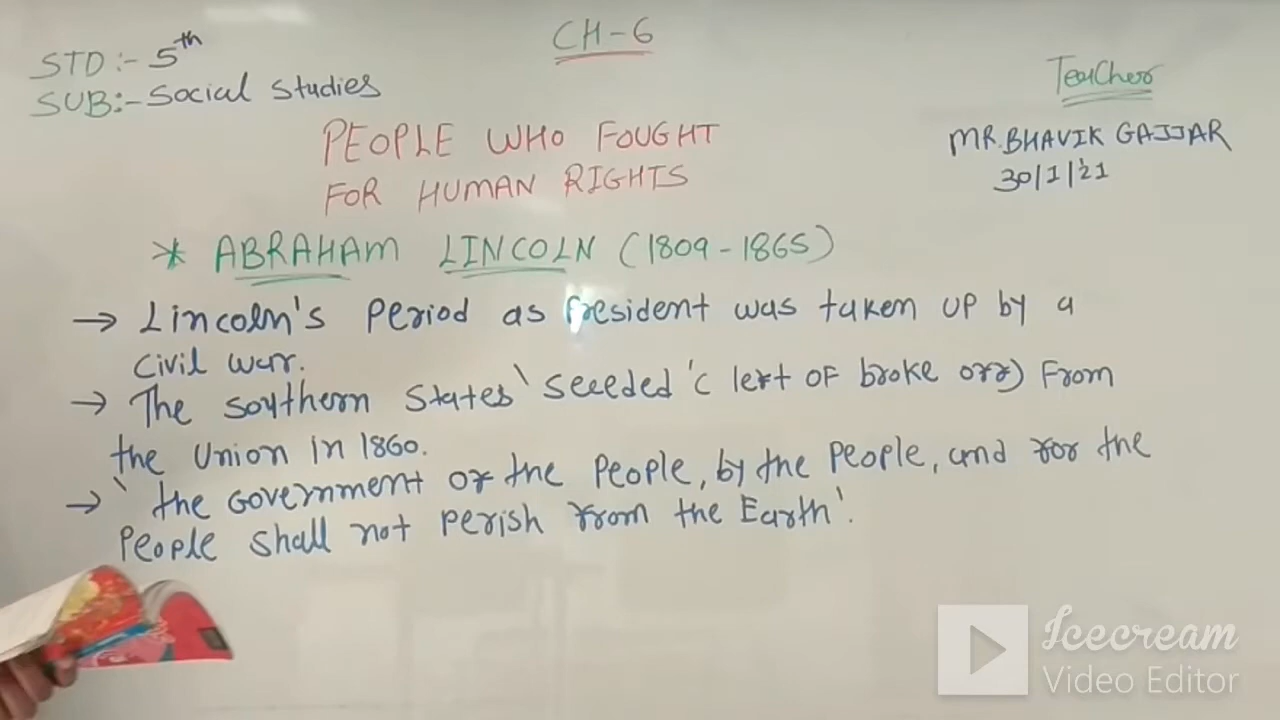 CH-6
STD:- 5th
SUB:- Social Studies
Teacher
MR. BHAVIK GAJJAR
30/1/21
PEOPLE WHO FOUGHT
FOR HUMAN RIGHTS
* ABRAHAM LINCOLN (1809-1865)
→ Lincoln's Period as President was taken up by a
civil war.
→ The Southern States 'seceded' ( left of broke off) From
the Union in 1860.
→ ' the Government of the People, by the People, and for the
People shall not perish from the Earth'.
Icecream
Video Editor